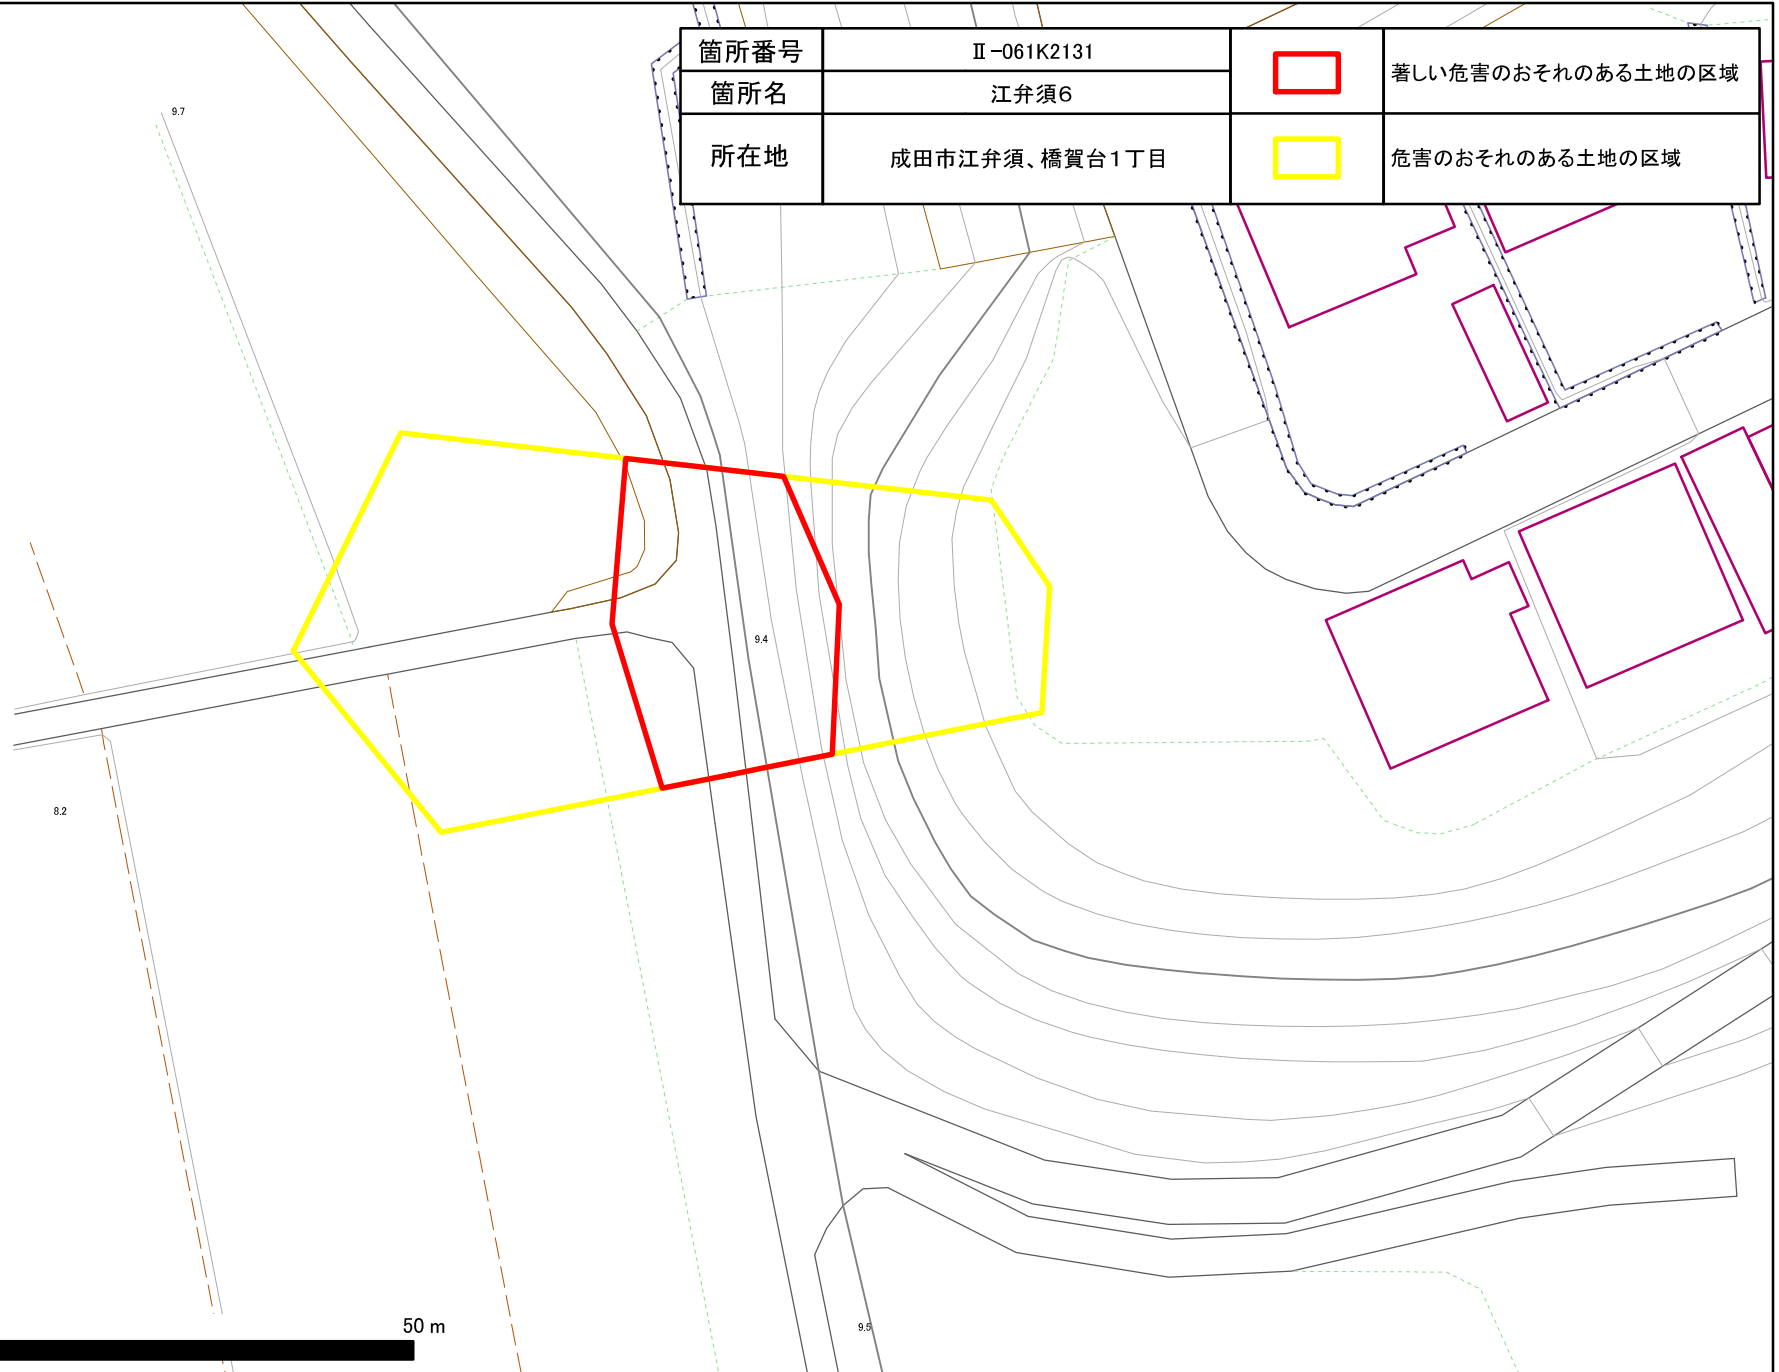 箇所番号 Ⅱ-061K2131 著しい危害のおそれのある土地の区域
箇所名 江弁須6
所在地 成田市江弁須、橋賀台1丁目 危害のおそれのある土地の区域
9.7
9.4
8.2
9.5
50 m